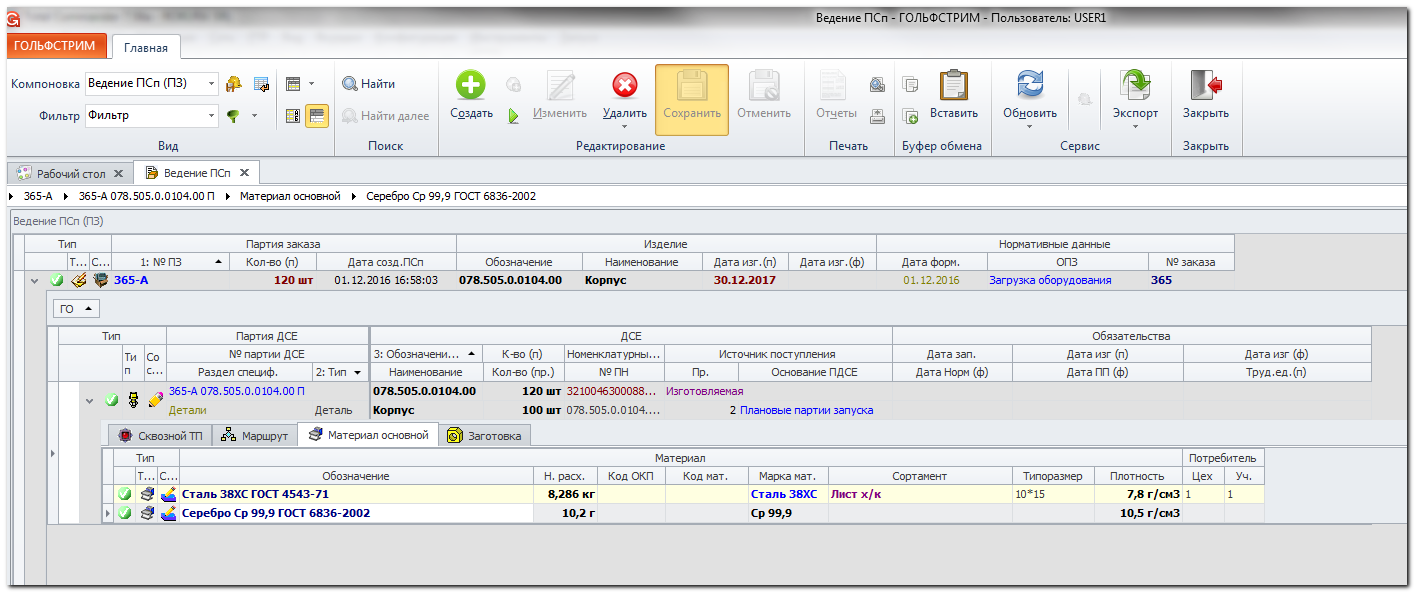 Ведение ПСп - ГОЛЬФСТРИМ - Пользователь: USER1
ГОЛЬФСТРИМ Главная
Компоновка Ведение ПСп (ПЗ) Найти
Фильтр Фильтр Найти далее
Создать Изменить Удалить Сохранить Отменить Отчеты Вставить Обновить Экспорт Закрыть
Вид Поиск Редактирование Печать Буфер обмена Сервис Закрыть
Рабочий стол Ведение ПСп
365-А 365-А 078.505.0.0104.00 П Материал основной Серебро Ср 99,9 ГОСТ 6836-2002
Ведение ПСп (ПЗ)
Тип Партия заказа Изделие Нормативные данные
Т... С... 1: № ПЗ Кол-во (п) Дата созд.ПСп Обозначение Наименование Дата изг.(п) Дата изг.(ф) Дата форм. ОПЗ № заказа
365-А 120 шт 01.12.2016 16:58:03 078.505.0.0104.00 Корпус 30.12.2017 01.12.2016 Загрузка оборудования 365
ГО
Тип Партия ДСЕ ДСЕ Обязательства
Ти п Со с... № партии ДСЕ 3: Обозначени... К-во (п) Номенклатурны... Источник поступления Дата зап. Дата изг (п) Дата изг (ф)
Раздел специф. 2: Тип Наименование Кол-во (пр.) № ПН Пр. Основание ПДСЕ Дата Норм (ф) Дата ПП (ф) Труд.ед.(п)
365-А 078.505.0.0104.00 П 078.505.0.0104.00 120 шт 3210046300088... Изготовляемая
Детали Деталь Корпус 100 шт 078.505.0.0104.... 2 Плановые партии запуска
Сквозной ТП Маршрут Материал основной Заготовка
Тип Материал Потребитель
Т... С... Обозначение Н. расх. Код ОКП Код мат. Марка мат. Сортамент Типоразмер Плотность Цех Уч.
Сталь 38ХС ГОСТ 4543-71 8,286 кг Сталь 38ХС Лист х/к 10*15 7,8 г/см3 1 1
Серебро Ср 99,9 ГОСТ 6836-2002 10,2 г Ср 99,9 10,5 г/см3